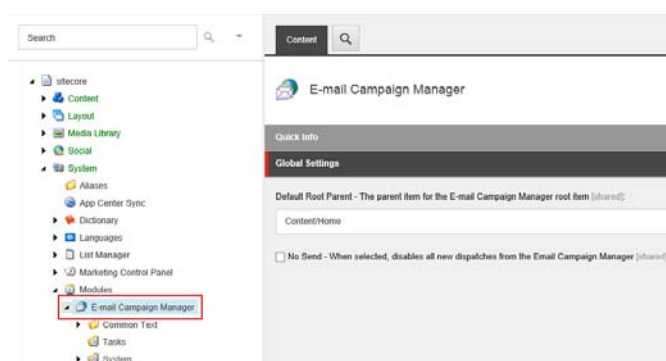 Search
sitecore
Content
Layout
Media Library
Social
System
Aliases
App Center Sync
Dictionary
Languages
List Manager
Marketing Control Panel
Modules
E-mail Campaign Manager
Common Text
Tasks
System
Content
E-mail Campaign Manager
Quick Info
Global Settings
Default Root Parent - The parent item for the E-mail Campaign Manager root item [shared]:
Content/Home
No Send - When selected, disables all new dispatches from the Email Campaign Manager [shared]